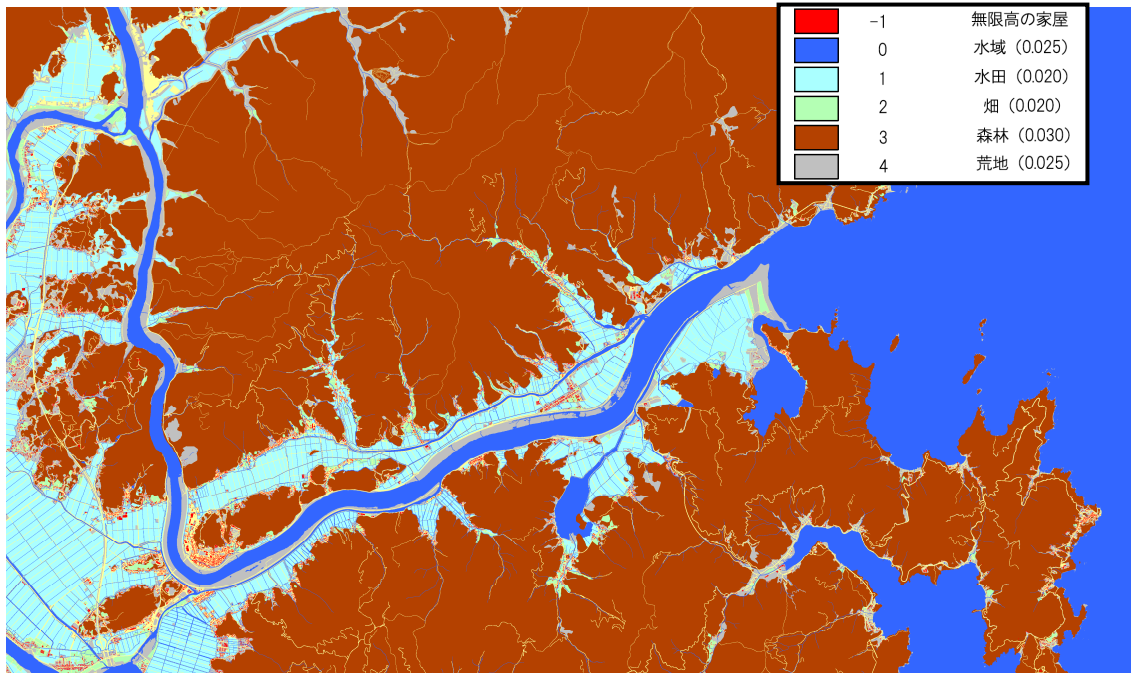 -1 無限高の家屋
0 水域（0.025）
1 水田（0.020）
2 畑（0.020）
3 森林（0.030）
4 荒地（0.025）